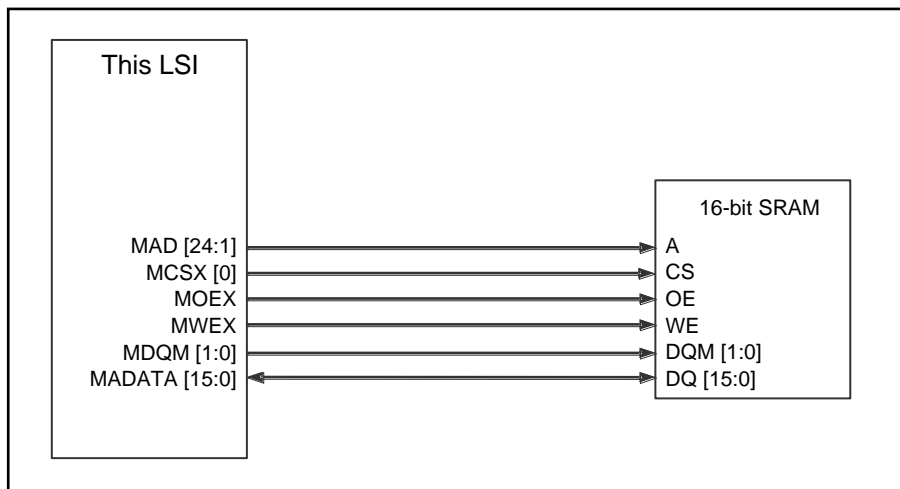 This LSI
16-bit SRAM
MAD [24:1] A
MCSX [0] CS
MOEX OE
MWEX WE
MDQM [1:0] DQM [1:0]
MADATA [15:0] DQ [15:0]